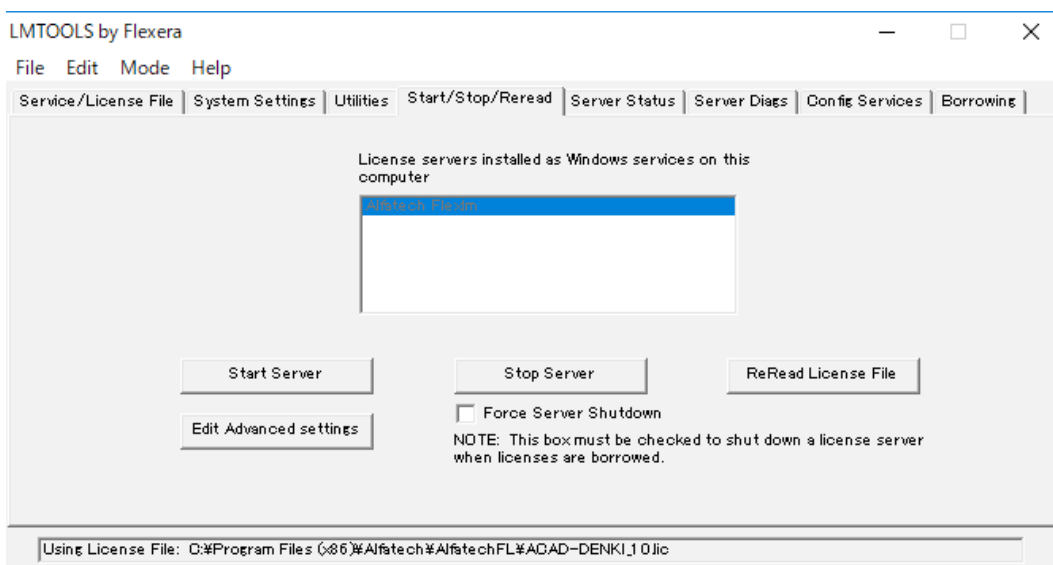 LMTOOLS by Flexera
File Edit Mode Help
Service/License File System Settings Utilities Start/Stop/Reread Server Status Server Diags Config Services Borrowing
License servers installed as Windows services on this
computer
Alfatech Flexlm
Start Server Stop Server ReRead License File
Edit Advanced settings
Force Server Shutdown
NOTE: This box must be checked to shut down a license server
when licenses are borrowed.
Using License File: C:¥Program Files (x86)¥Alfatech¥AlfatechFL¥ACAD-DENKI_10.lic